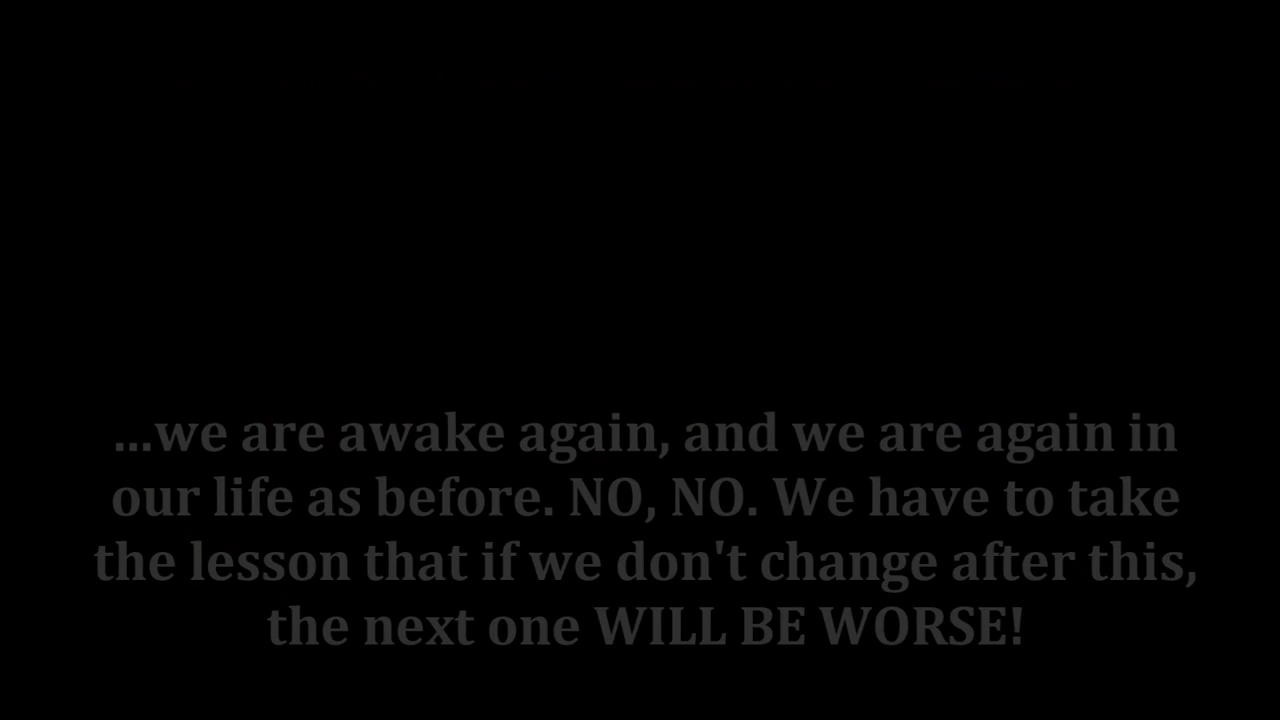 ...we are awake again, and we are again in
our life as before. NO, NO. We have to take
the lesson that if we don't change after this,
the next one WILL BE WORSE!